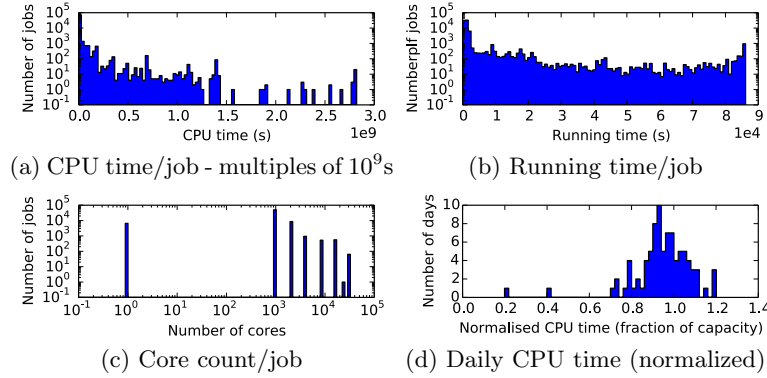 10^5
10^4
10^3
10^2
10^1
10^0
10^-1
Number of jobs
0.0 0.5 1.0 1.5 2.0 2.5 3.0
CPU time (s) 1e9
(a) CPU time/job - multiples of 10^9s
10^5
10^4
10^3
10^2
10^1
10^0
10^-1
Numberplf jobs
0 1 2 3 4 5 6 7 8 9
Running time (s) 1e4
(b) Running time/job
10^5
10^4
10^3
10^2
10^1
10^0
10^-1
Number of jobs
10^-1 10^0 10^1 10^2 10^3 10^4 10^5
Number of cores
(c) Core count/job
10
8
6
4
2
0
Number of days
0.0 0.2 0.4 0.6 0.8 1.0 1.2 1.4
Normalised CPU time (fraction of capacity)
(d) Daily CPU time (normalized)